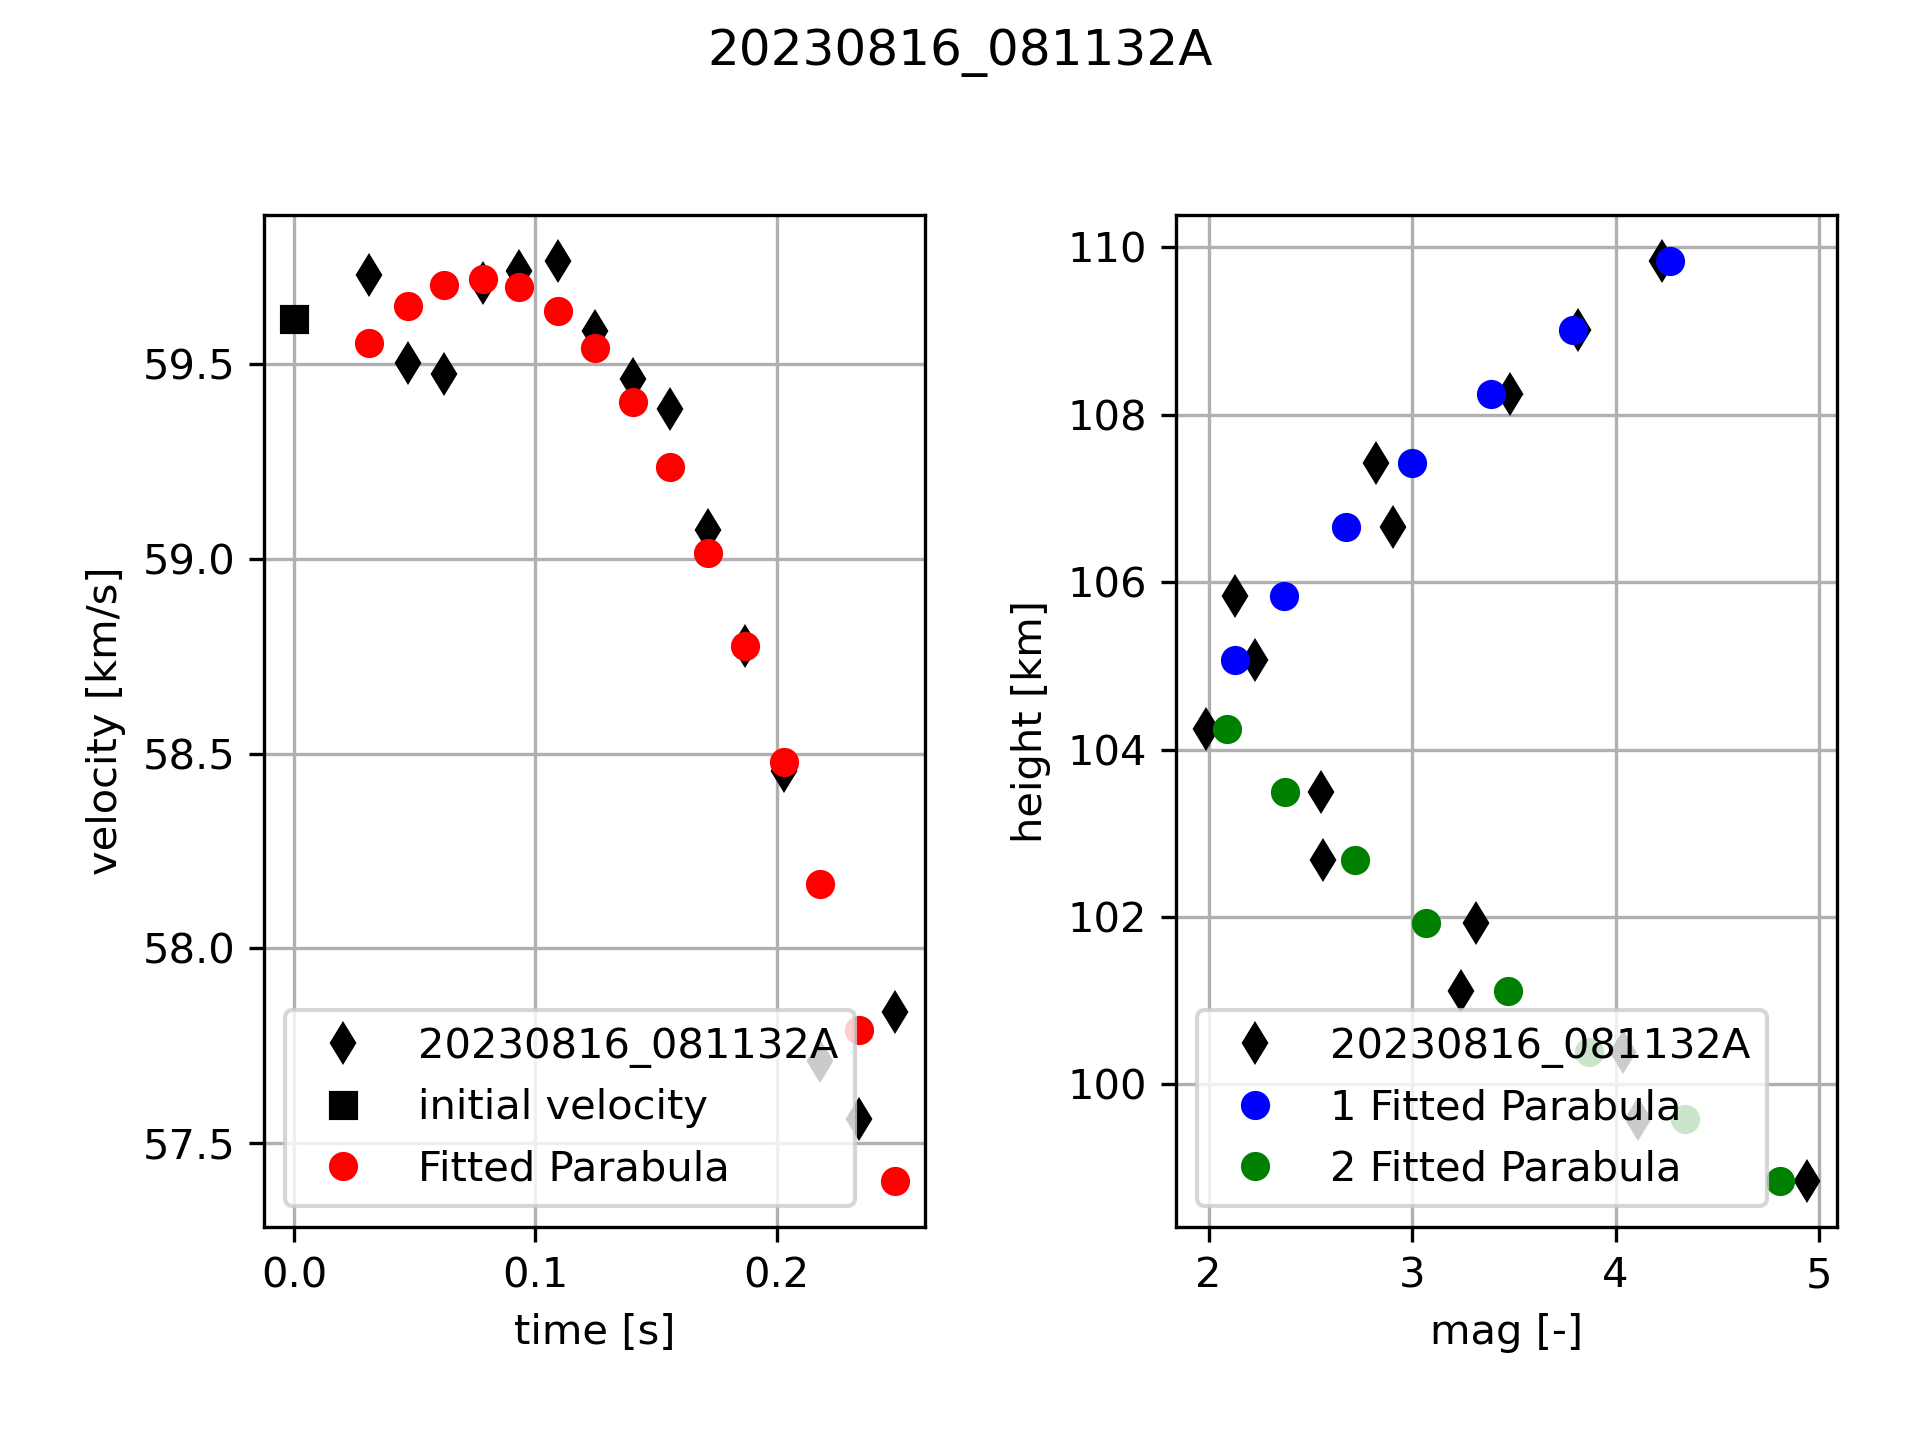 20230816_081132A
velocity [km/s]
59.5
59.0
58.5
58.0
57.5
20230816_081132A
initial velocity
Fitted Parabula
0.0 0.1 0.2
time [s]
height [km]
110
108
106
104
102
100
20230816_081132A
1 Fitted Parabula
2 Fitted Parabula
2 3 4 5
mag [-]